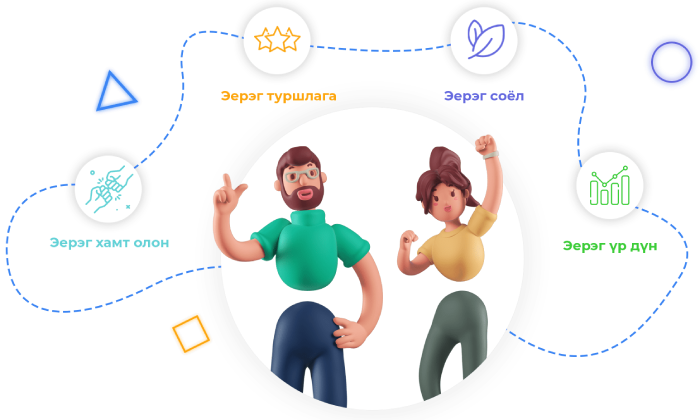 Эерэг туршлага
Эерэг соёл
Эерэг хамт олон
Эерэг үр дүн